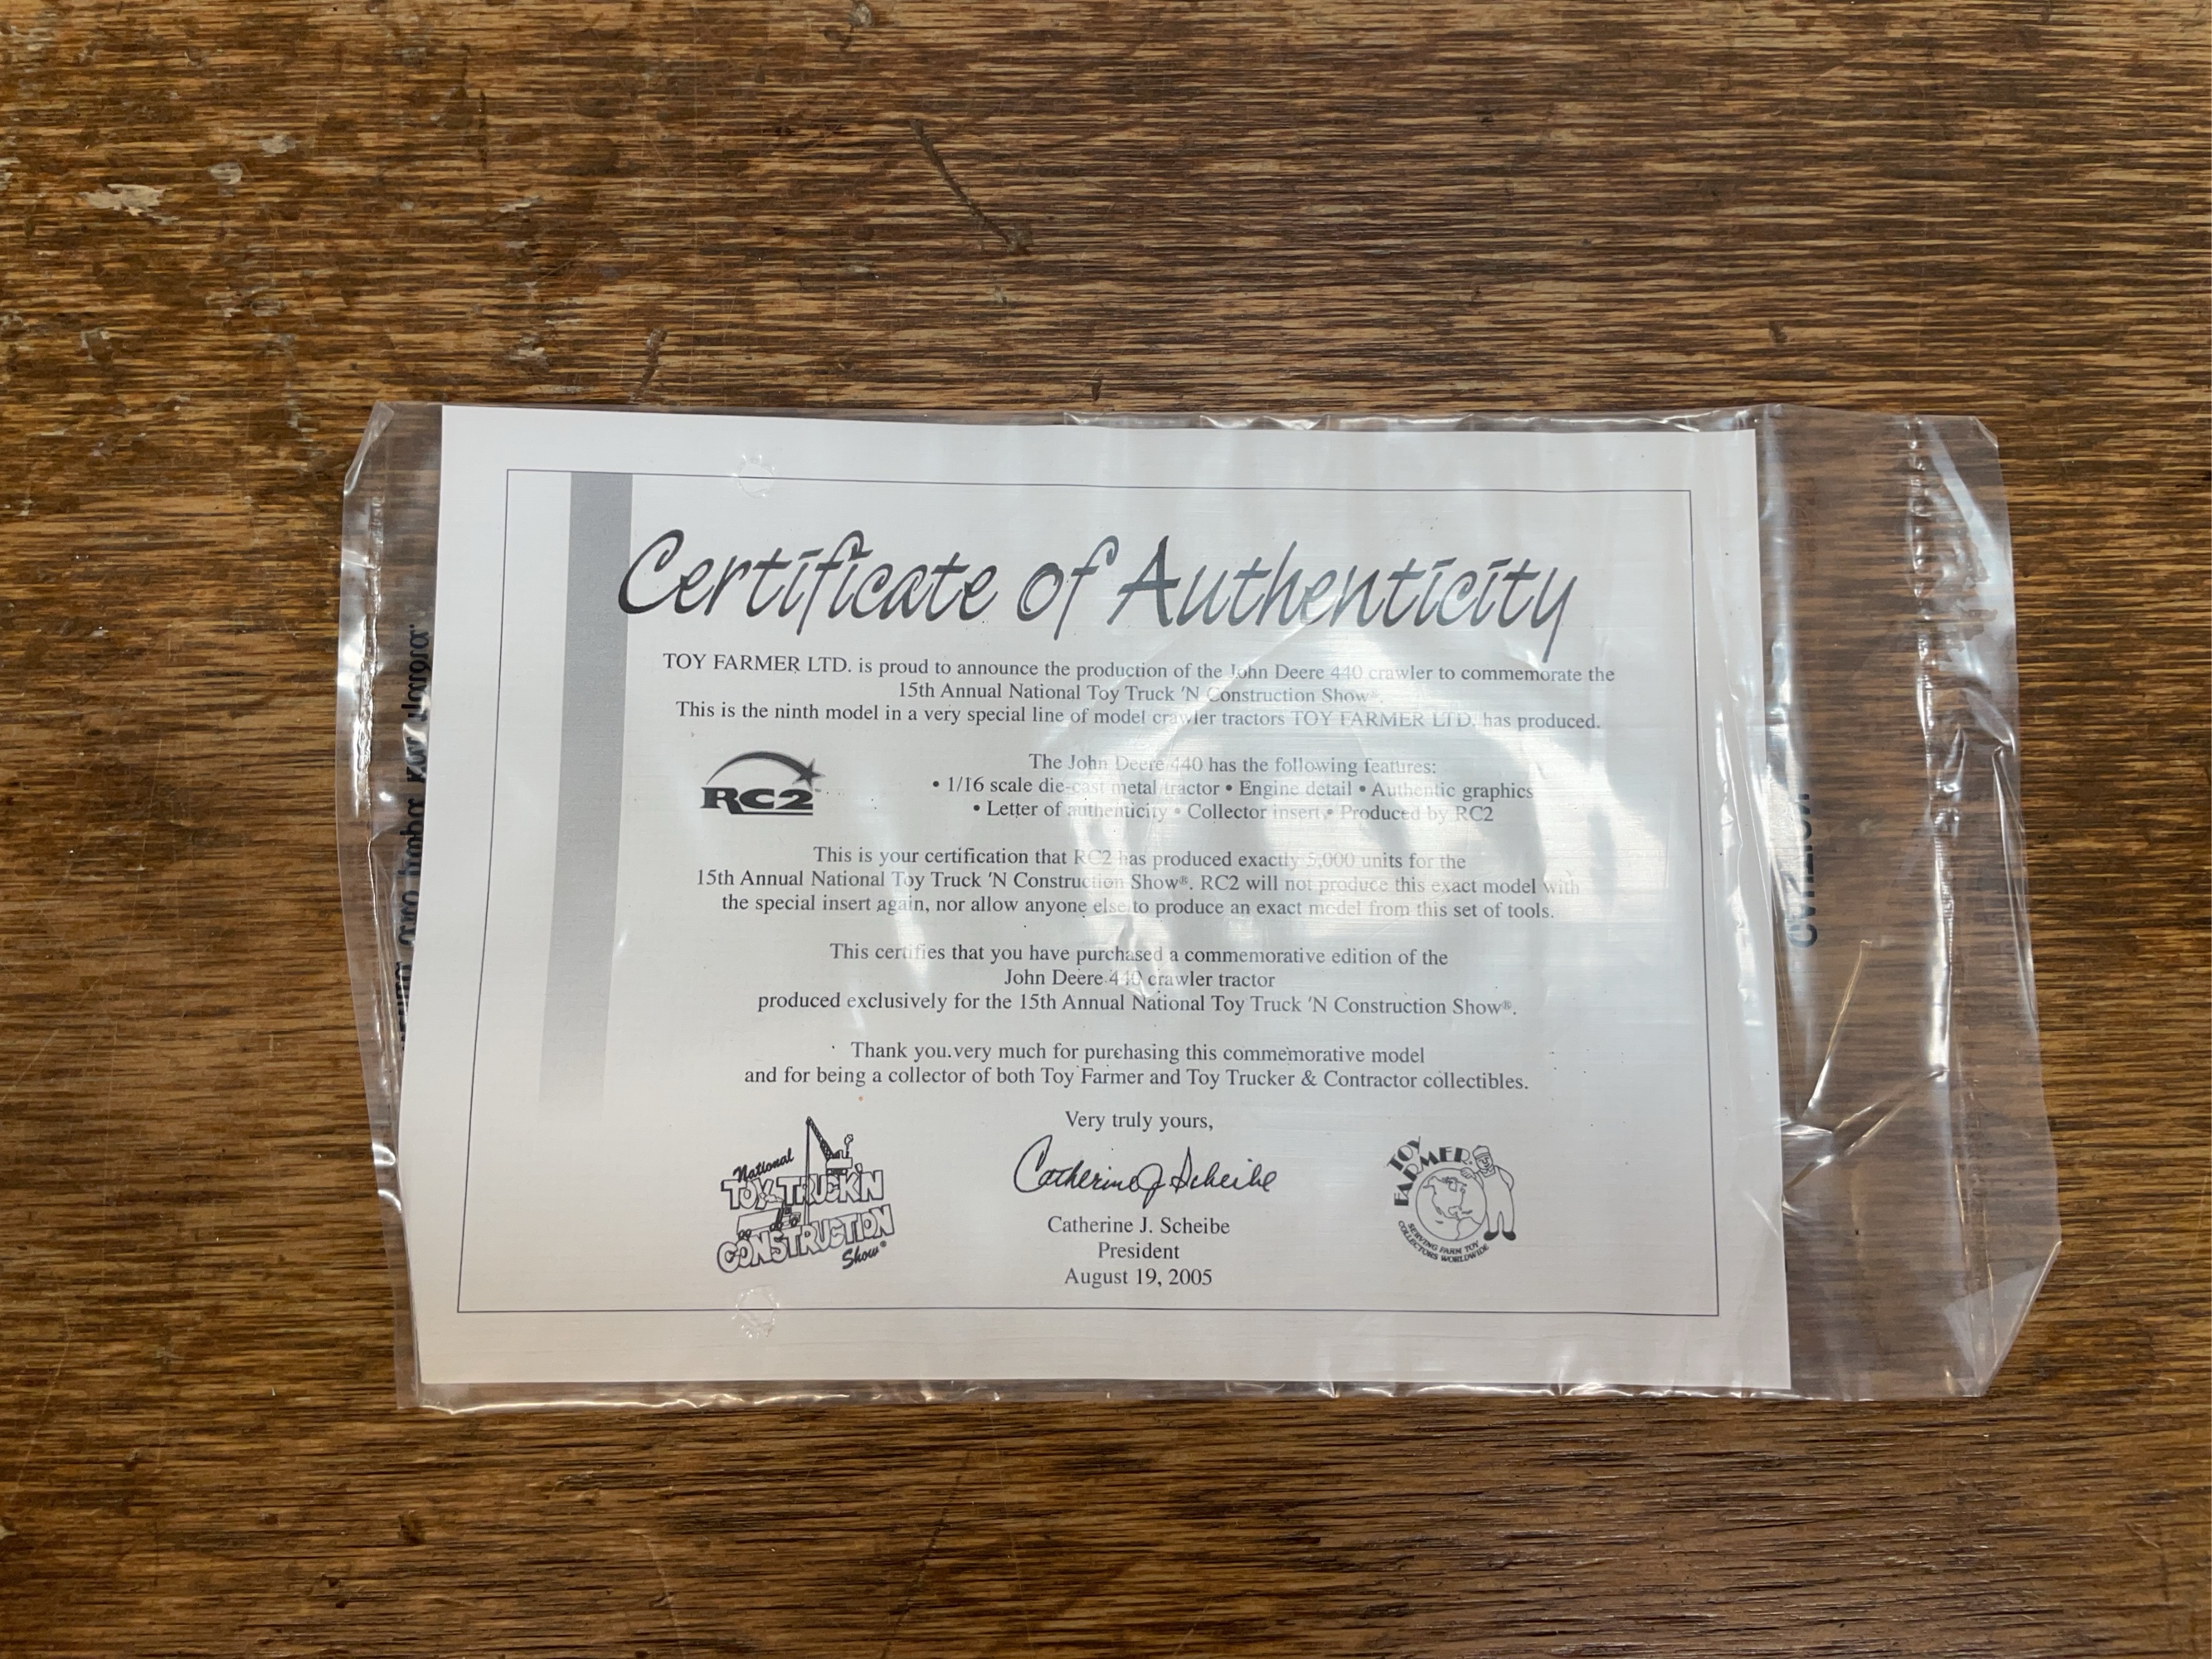 Certificate of Authenticity
TOY FARMER LTD. is proud to announce the production of the John Deere 440 crawler to commemorate the
15th Annual National Toy Truck 'N Construction Show®.
This is the ninth model in a very special line of model crawler tractors TOY FARMER LTD. has produced.
RC2
The John Deere 440 has the following features:
• 1/16 scale die-cast metal tractor • Engine detail • Authentic graphics
• Letter of authenticity • Collector insert • Produced by RC2
This is your certification that RC2 has produced exactly 5,000 units for the
15th Annual National Toy Truck 'N Construction Show®. RC2 will not produce this exact model with
the special insert again, nor allow anyone else to produce an exact model from this set of tools.
This certifies that you have purchased a commemorative edition of the
John Deere 440 crawler tractor
produced exclusively for the 15th Annual National Toy Truck 'N Construction Show®.
Thank you very much for purchasing this commemorative model
and for being a collector of both Toy Farmer and Toy Trucker & Contractor collectibles.
Very truly yours,
Catherine J Scheibe
Catherine J. Scheibe
President
August 19, 2005
National
TOY TRUCK'N
CONSTRUCTION
Show®
TOY
FARMER
SERVING FARM TOY
COLLECTORS WORLDWIDE